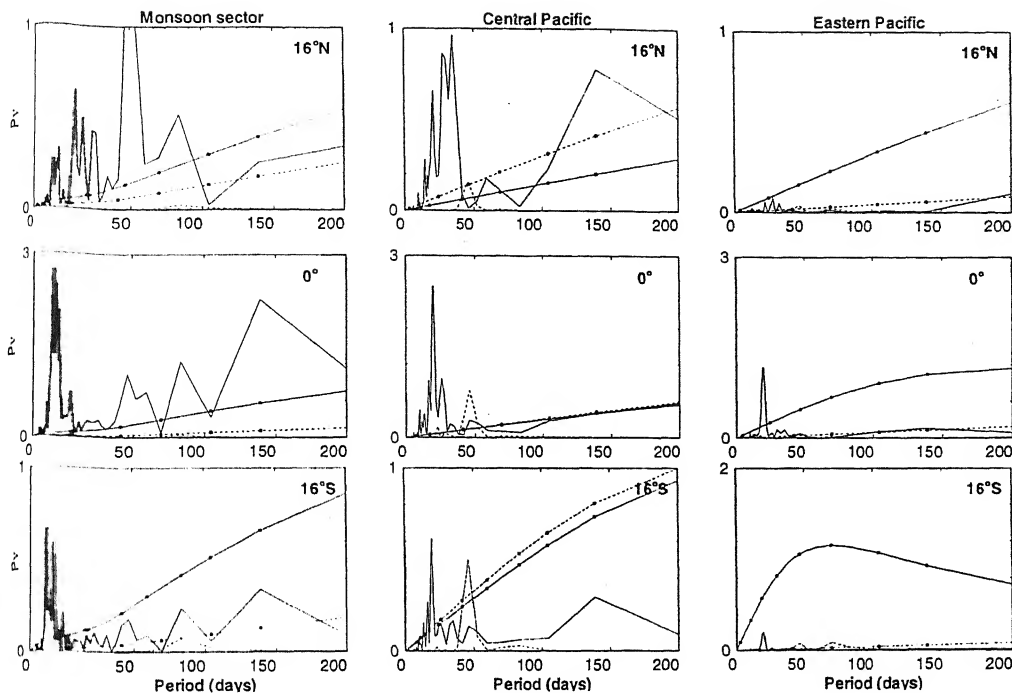 Monsoon sector Central Pacific Eastern Pacific
1 16°N 1 16°N 1 16°N
Pv
0 0 0
0 50 100 150 200 0 50 100 150 200 0 50 100 150 200
3 0° 3 0° 3 0°
Pv
0 0 0
0 50 100 150 200 0 50 100 150 200 0 50 100 150 200
1 16°S 1 16°S 2 16°S
Pv
0 0 0
0 50 100 150 200 0 50 100 150 200 0 50 100 150 200
Period (days) Period (days) Period (days)